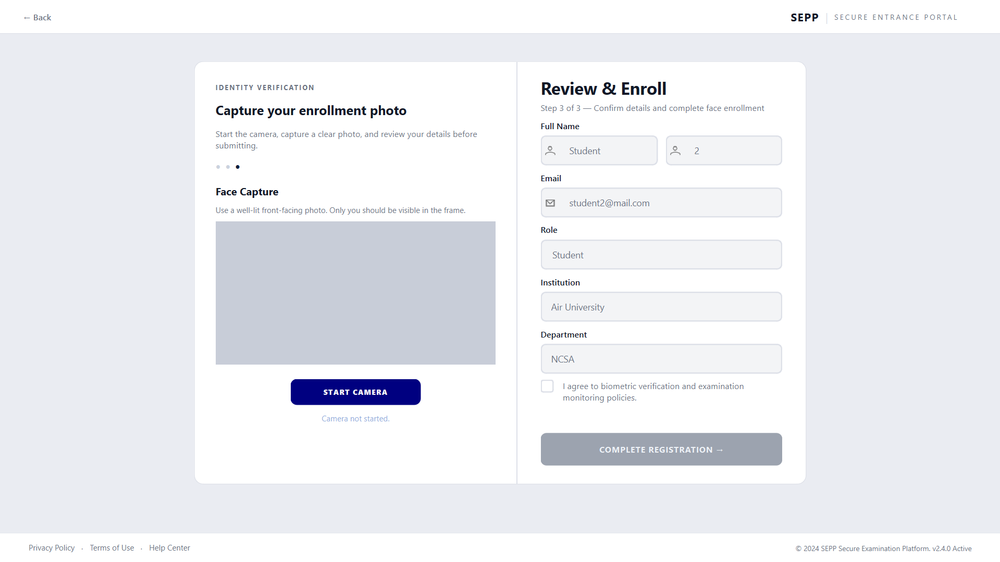 ← Back
SEPP | SECURE ENTRANCE PORTAL
IDENTITY VERIFICATION
Capture your enrollment photo
Start the camera, capture a clear photo, and review your details before
submitting.
Face Capture
Use a well-lit front-facing photo. Only you should be visible in the frame.
START CAMERA
Camera not started.
Review & Enroll
Step 3 of 3 — Confirm details and complete face enrollment
Full Name
Student
2
Email
student2@mail.com
Role
Student
Institution
Air University
Department
NCSA
I agree to biometric verification and examination
monitoring policies.
COMPLETE REGISTRATION →
Privacy Policy · Terms of Use · Help Center
© 2024 SEPP Secure Examination Platform. v2.4.0 Active